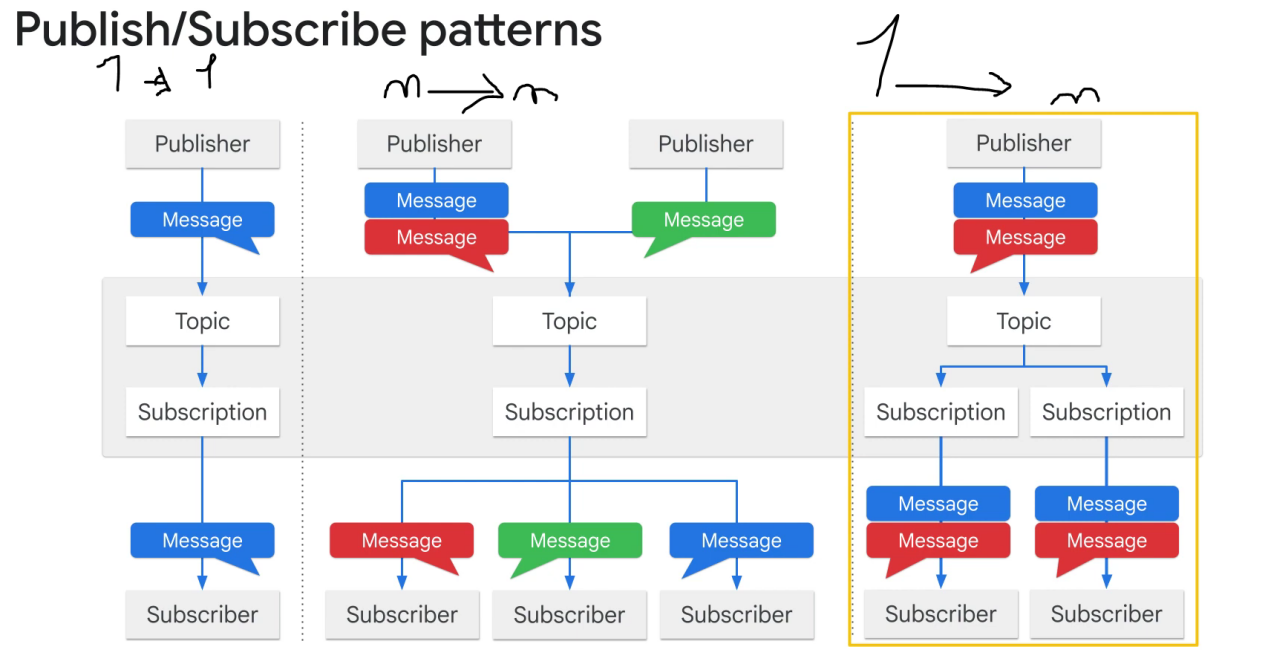 Publish/Subscribe patterns
1 → 1
m → m
1 → m
Publisher
Message
Topic
Subscription
Message
Subscriber
Publisher Publisher
Message
Message Message
Topic
Subscription
Message Message Message
Subscriber Subscriber Subscriber
Publisher
Message
Message
Topic
Subscription Subscription
Message Message
Message Message
Subscriber Subscriber